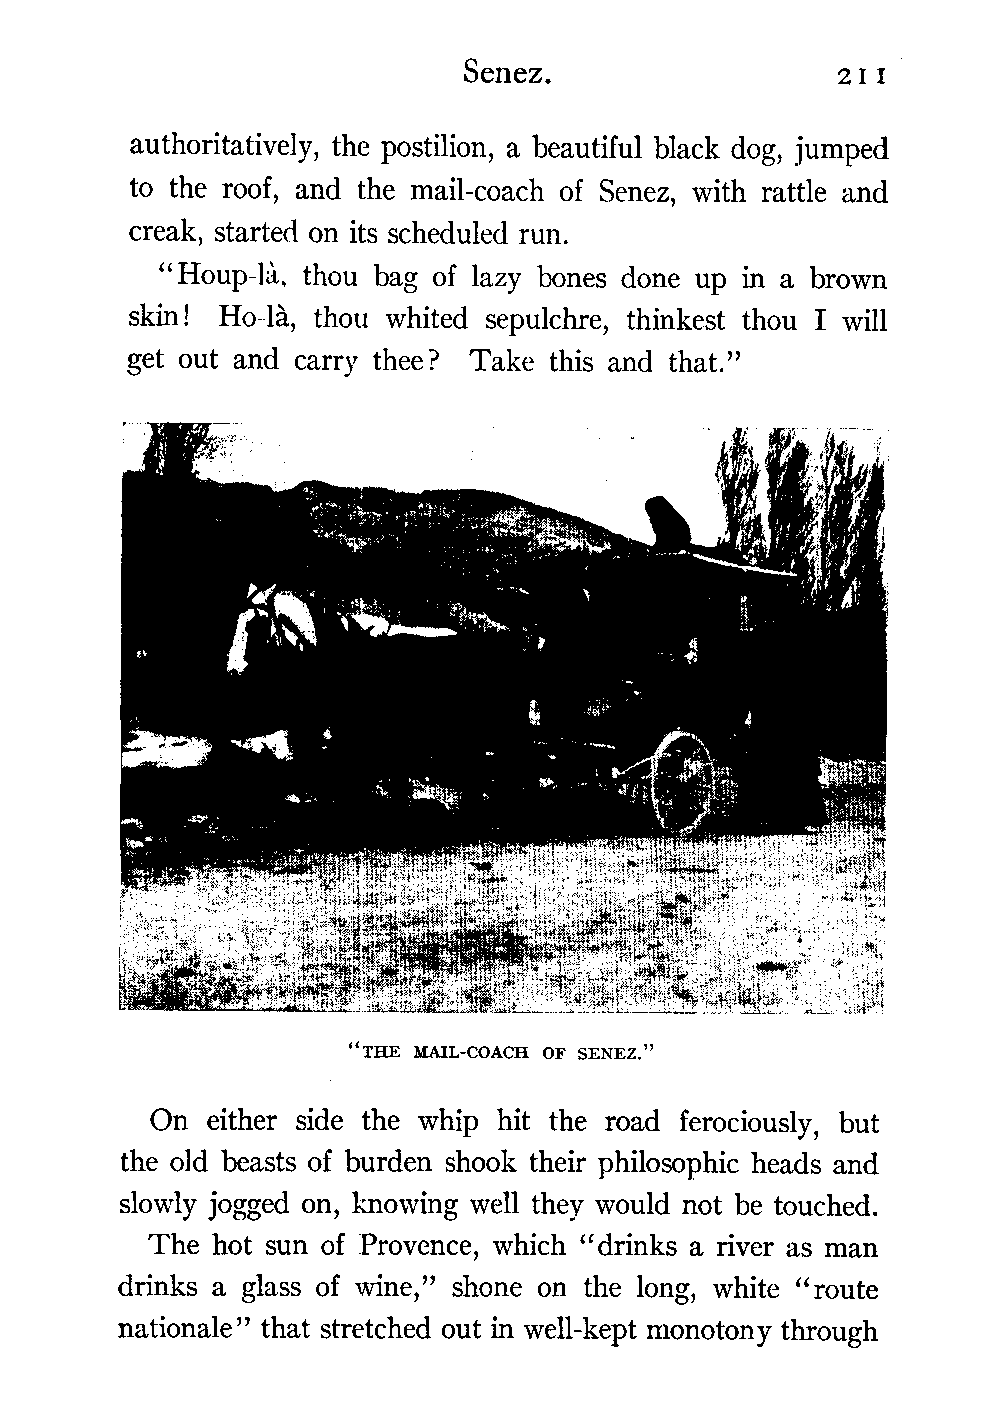 Senez. 211
authoritatively, the postilion, a beautiful black dog, jumped
to the roof, and the mail-coach of Senez, with rattle and
creak, started on its scheduled run.
"Houp-là, thou bag of lazy bones done up in a brown
skin! Ho-là, thou whited sepulchre, thinkest thou I will
get out and carry thee? Take this and that."
"THE MAIL-COACH OF SENEZ."
On either side the whip hit the road ferociously, but
the old beasts of burden shook their philosophic heads and
slowly jogged on, knowing well they would not be touched.
The hot sun of Provence, which "drinks a river as man
drinks a glass of wine," shone on the long, white "route
nationale" that stretched out in well-kept monotony through